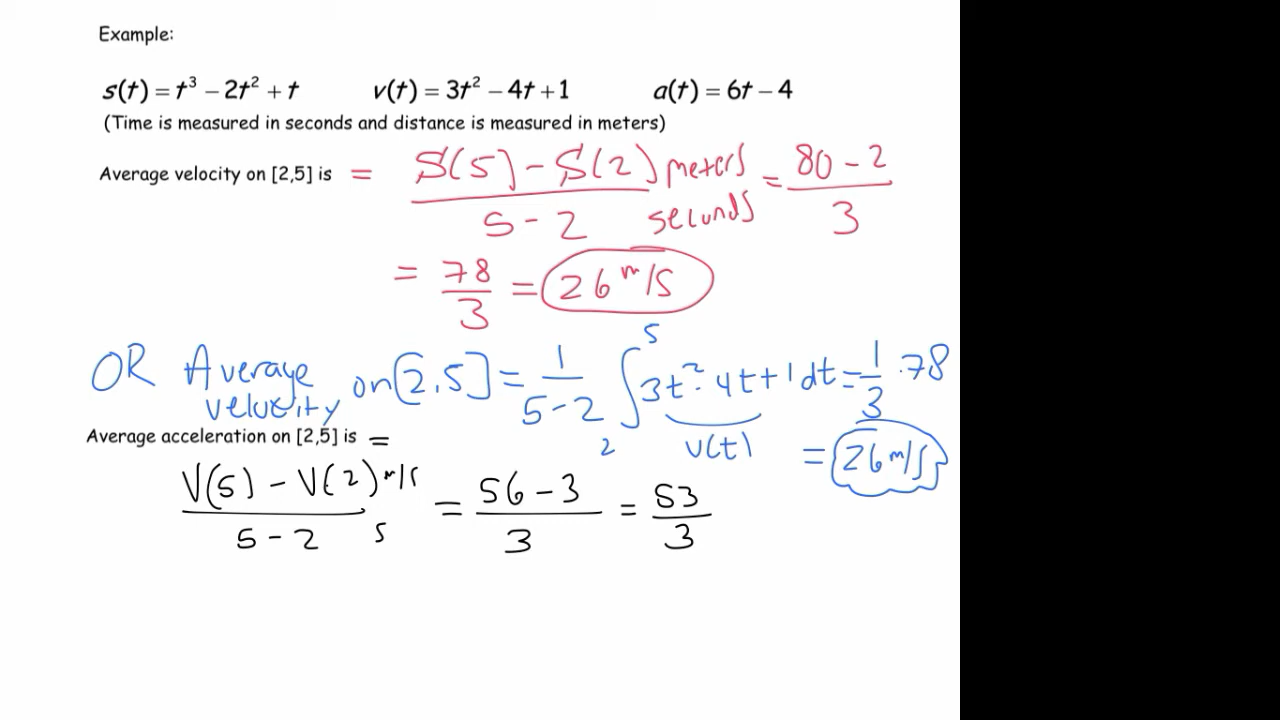 Example:
s(t) = t³ − 2t² + t v(t) = 3t² − 4t + 1 a(t) = 6t − 4
(Time is measured in seconds and distance is measured in meters)
Average velocity on [2,5] is = S(5) − S(2) / 5 − 2 meters / seconds = 80 − 2 / 3
= 78 / 3 = 26 m/s
OR Average velocity on [2,5] = 1 / 5−2 ∫₂⁵ 3t² − 4t + 1 dt = 1/3 · 78
v(t)
= 26 m/s
Average acceleration on [2,5] is =
V(5) − V(2) / 5 − 2 m/s / s = 56 − 3 / 3 = 53 / 3